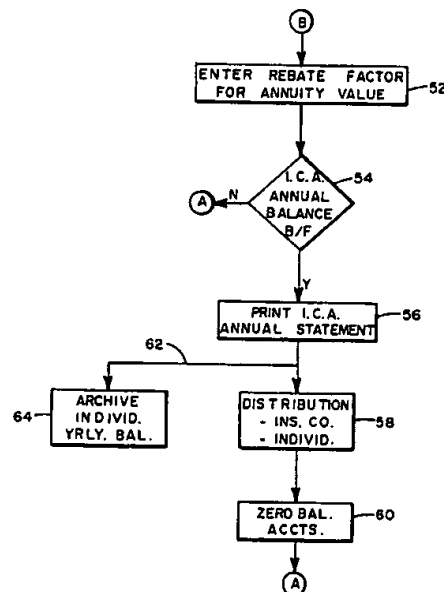 B
ENTER REBATE FACTOR
FOR ANNUITY VALUE
52
I.C.A.
ANNUAL
BALANCE
B/F
54
N
A
Y
PRINT I.C.A.
ANNUAL STATEMENT
56
62
ARCHIVE
INDIVID.
YRLY. BAL.
64
DISTRIBUTION
- INS. CO.
- INDIVID.
58
ZERO BAL.
ACCTS.
60
A